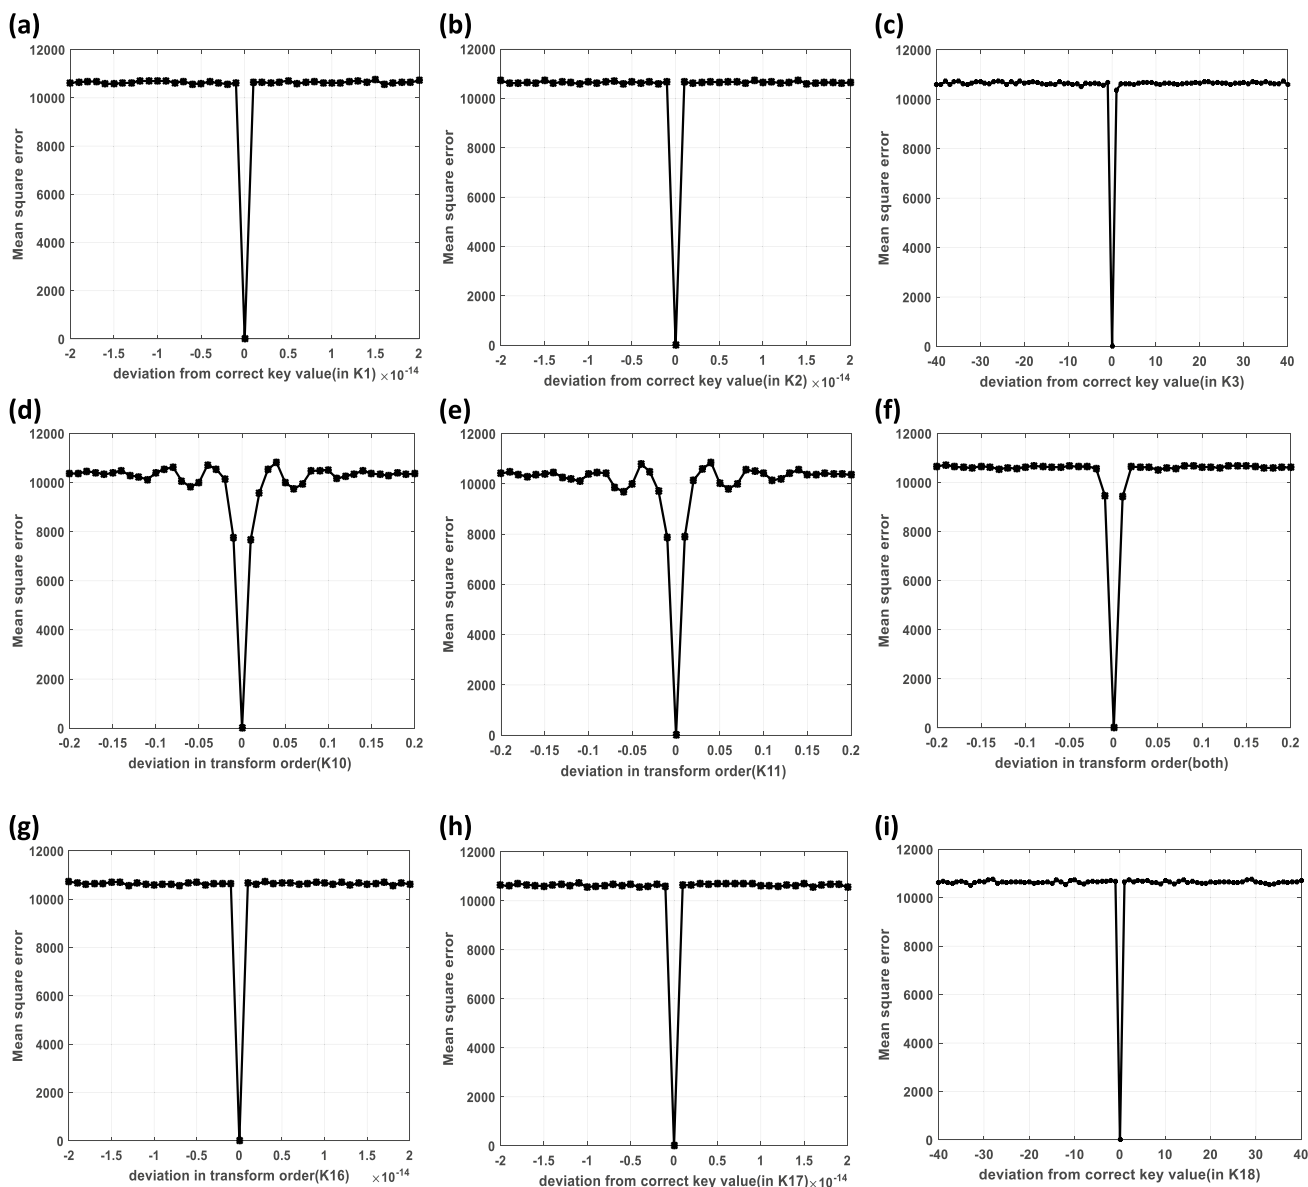 (a)
12000
10000
8000
6000
4000
2000
0
Mean square error
-2 -1.5 -1 -0.5 0 0.5 1 1.5 2
deviation from correct key value(in K1) ×10-14
(b)
12000
10000
8000
6000
4000
2000
0
Mean square error
-2 -1.5 -1 -0.5 0 0.5 1 1.5 2
deviation from correct key value(in K2) ×10-14
(c)
12000
10000
8000
6000
4000
2000
0
Mean square error
-40 -30 -20 -10 0 10 20 30 40
deviation from correct key value(in K3)
(d)
12000
10000
8000
6000
4000
2000
0
Mean square error
-0.2 -0.15 -0.1 -0.05 0 0.05 0.1 0.15 0.2
deviation in transform order(K10)
(e)
12000
10000
8000
6000
4000
2000
0
Mean square error
-0.2 -0.15 -0.1 -0.05 0 0.05 0.1 0.15 0.2
deviation in transform order(K11)
(f)
12000
10000
8000
6000
4000
2000
0
Mean square error
-0.2 -0.15 -0.1 -0.05 0 0.05 0.1 0.15 0.2
deviation in transform order(both)
(g)
12000
10000
8000
6000
4000
2000
0
Mean square error
-2 -1.5 -1 -0.5 0 0.5 1 1.5 2
deviation in transform order(K16) ×10-14
(h)
12000
10000
8000
6000
4000
2000
0
Mean square error
-2 -1.5 -1 -0.5 0 0.5 1 1.5 2
deviation from correct key value(in K17)×10-14
(i)
12000
10000
8000
6000
4000
2000
0
Mean square error
-40 -30 -20 -10 0 10 20 30 40
deviation from correct key value(in K18)